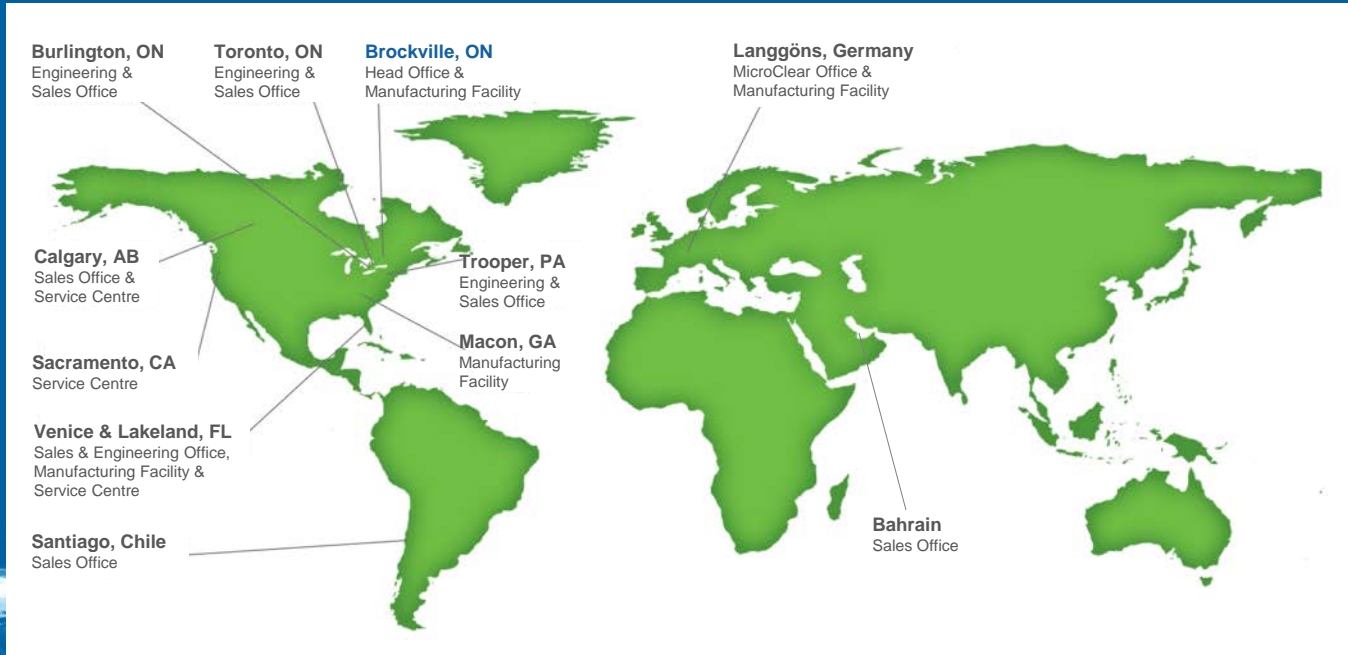 Burlington, ON
Engineering &
Sales Office
Toronto, ON
Engineering &
Sales Office
Brockville, ON
Head Office &
Manufacturing Facility
Langgöns, Germany
MicroClear Office &
Manufacturing Facility
Calgary, AB
Sales Office &
Service Centre
Trooper, PA
Engineering &
Sales Office
Sacramento, CA
Service Centre
Macon, GA
Manufacturing
Facility
Venice & Lakeland, FL
Sales & Engineering Office,
Manufacturing Facility &
Service Centre
Bahrain
Sales Office
Santiago, Chile
Sales Office